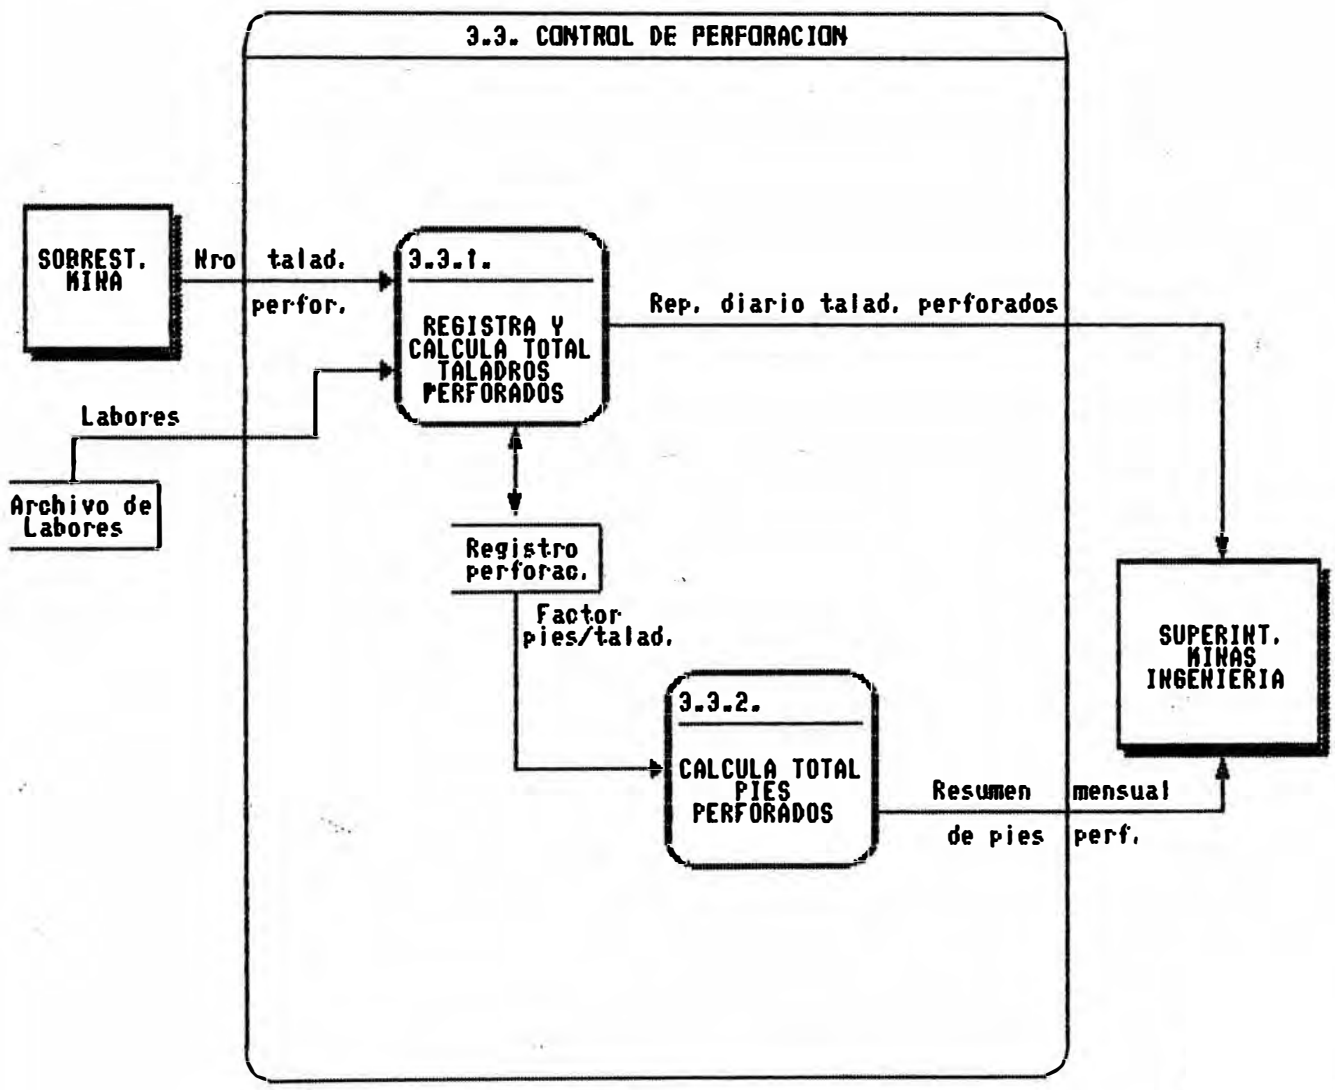 3.3. CONTROL DE PERFORACION
SOBREST.
MINA
Nro talad.
perfor.
3.3.1.
REGISTRA Y
CALCULA TOTAL
TALADROS
PERFORADOS
Rep. diario talad. perforados
Labores
Archivo de
Labores
Registro
perforac.
Factor
pies/talad.
SUPERINT.
MINAS
INGENIERIA
3.3.2.
CALCULA TOTAL
PIES
PERFORADOS
Resumen mensual
de pies perf.